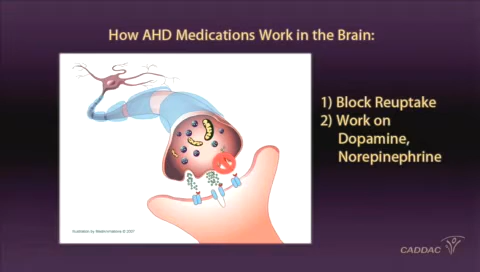 How AHD Medications Work in the Brain:
1) Block Reuptake
2) Work on
Dopamine,
Norepinephrine
CADDAC